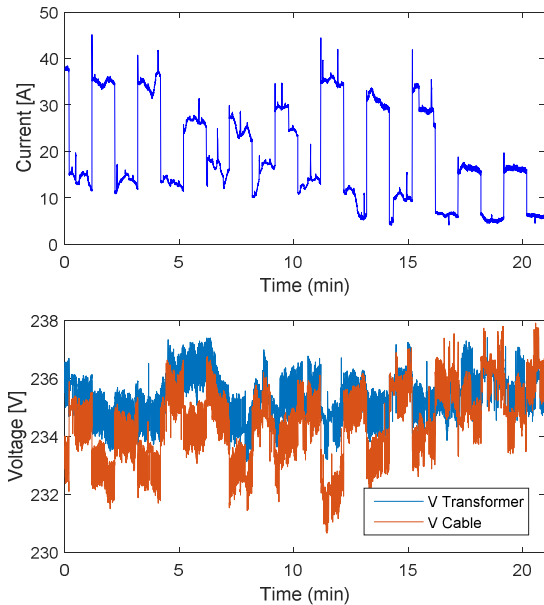 50
40
30
20
10
0
Current [A]
0 5 10 15 20
Time (min)
238
236
234
232
230
Voltage [V]
V Transformer
V Cable
0 5 10 15 20
Time (min)